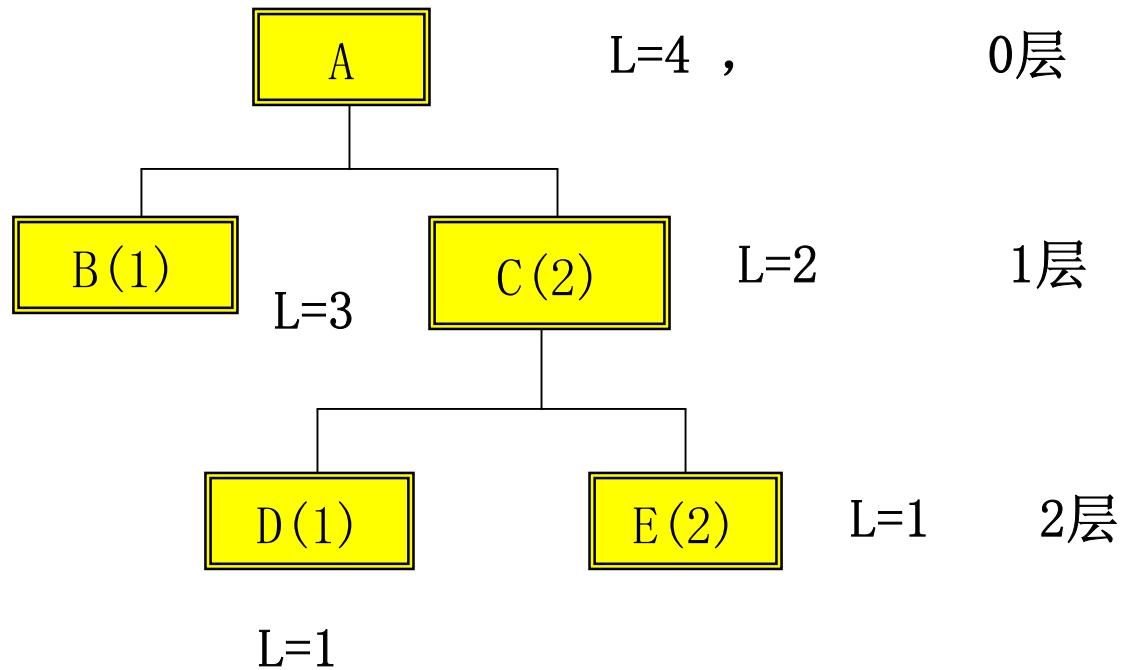 A
L=4 ，
0层
B(1)
L=3
C(2)
L=2
1层
D(1)
E(2)
L=1
2层
L=1